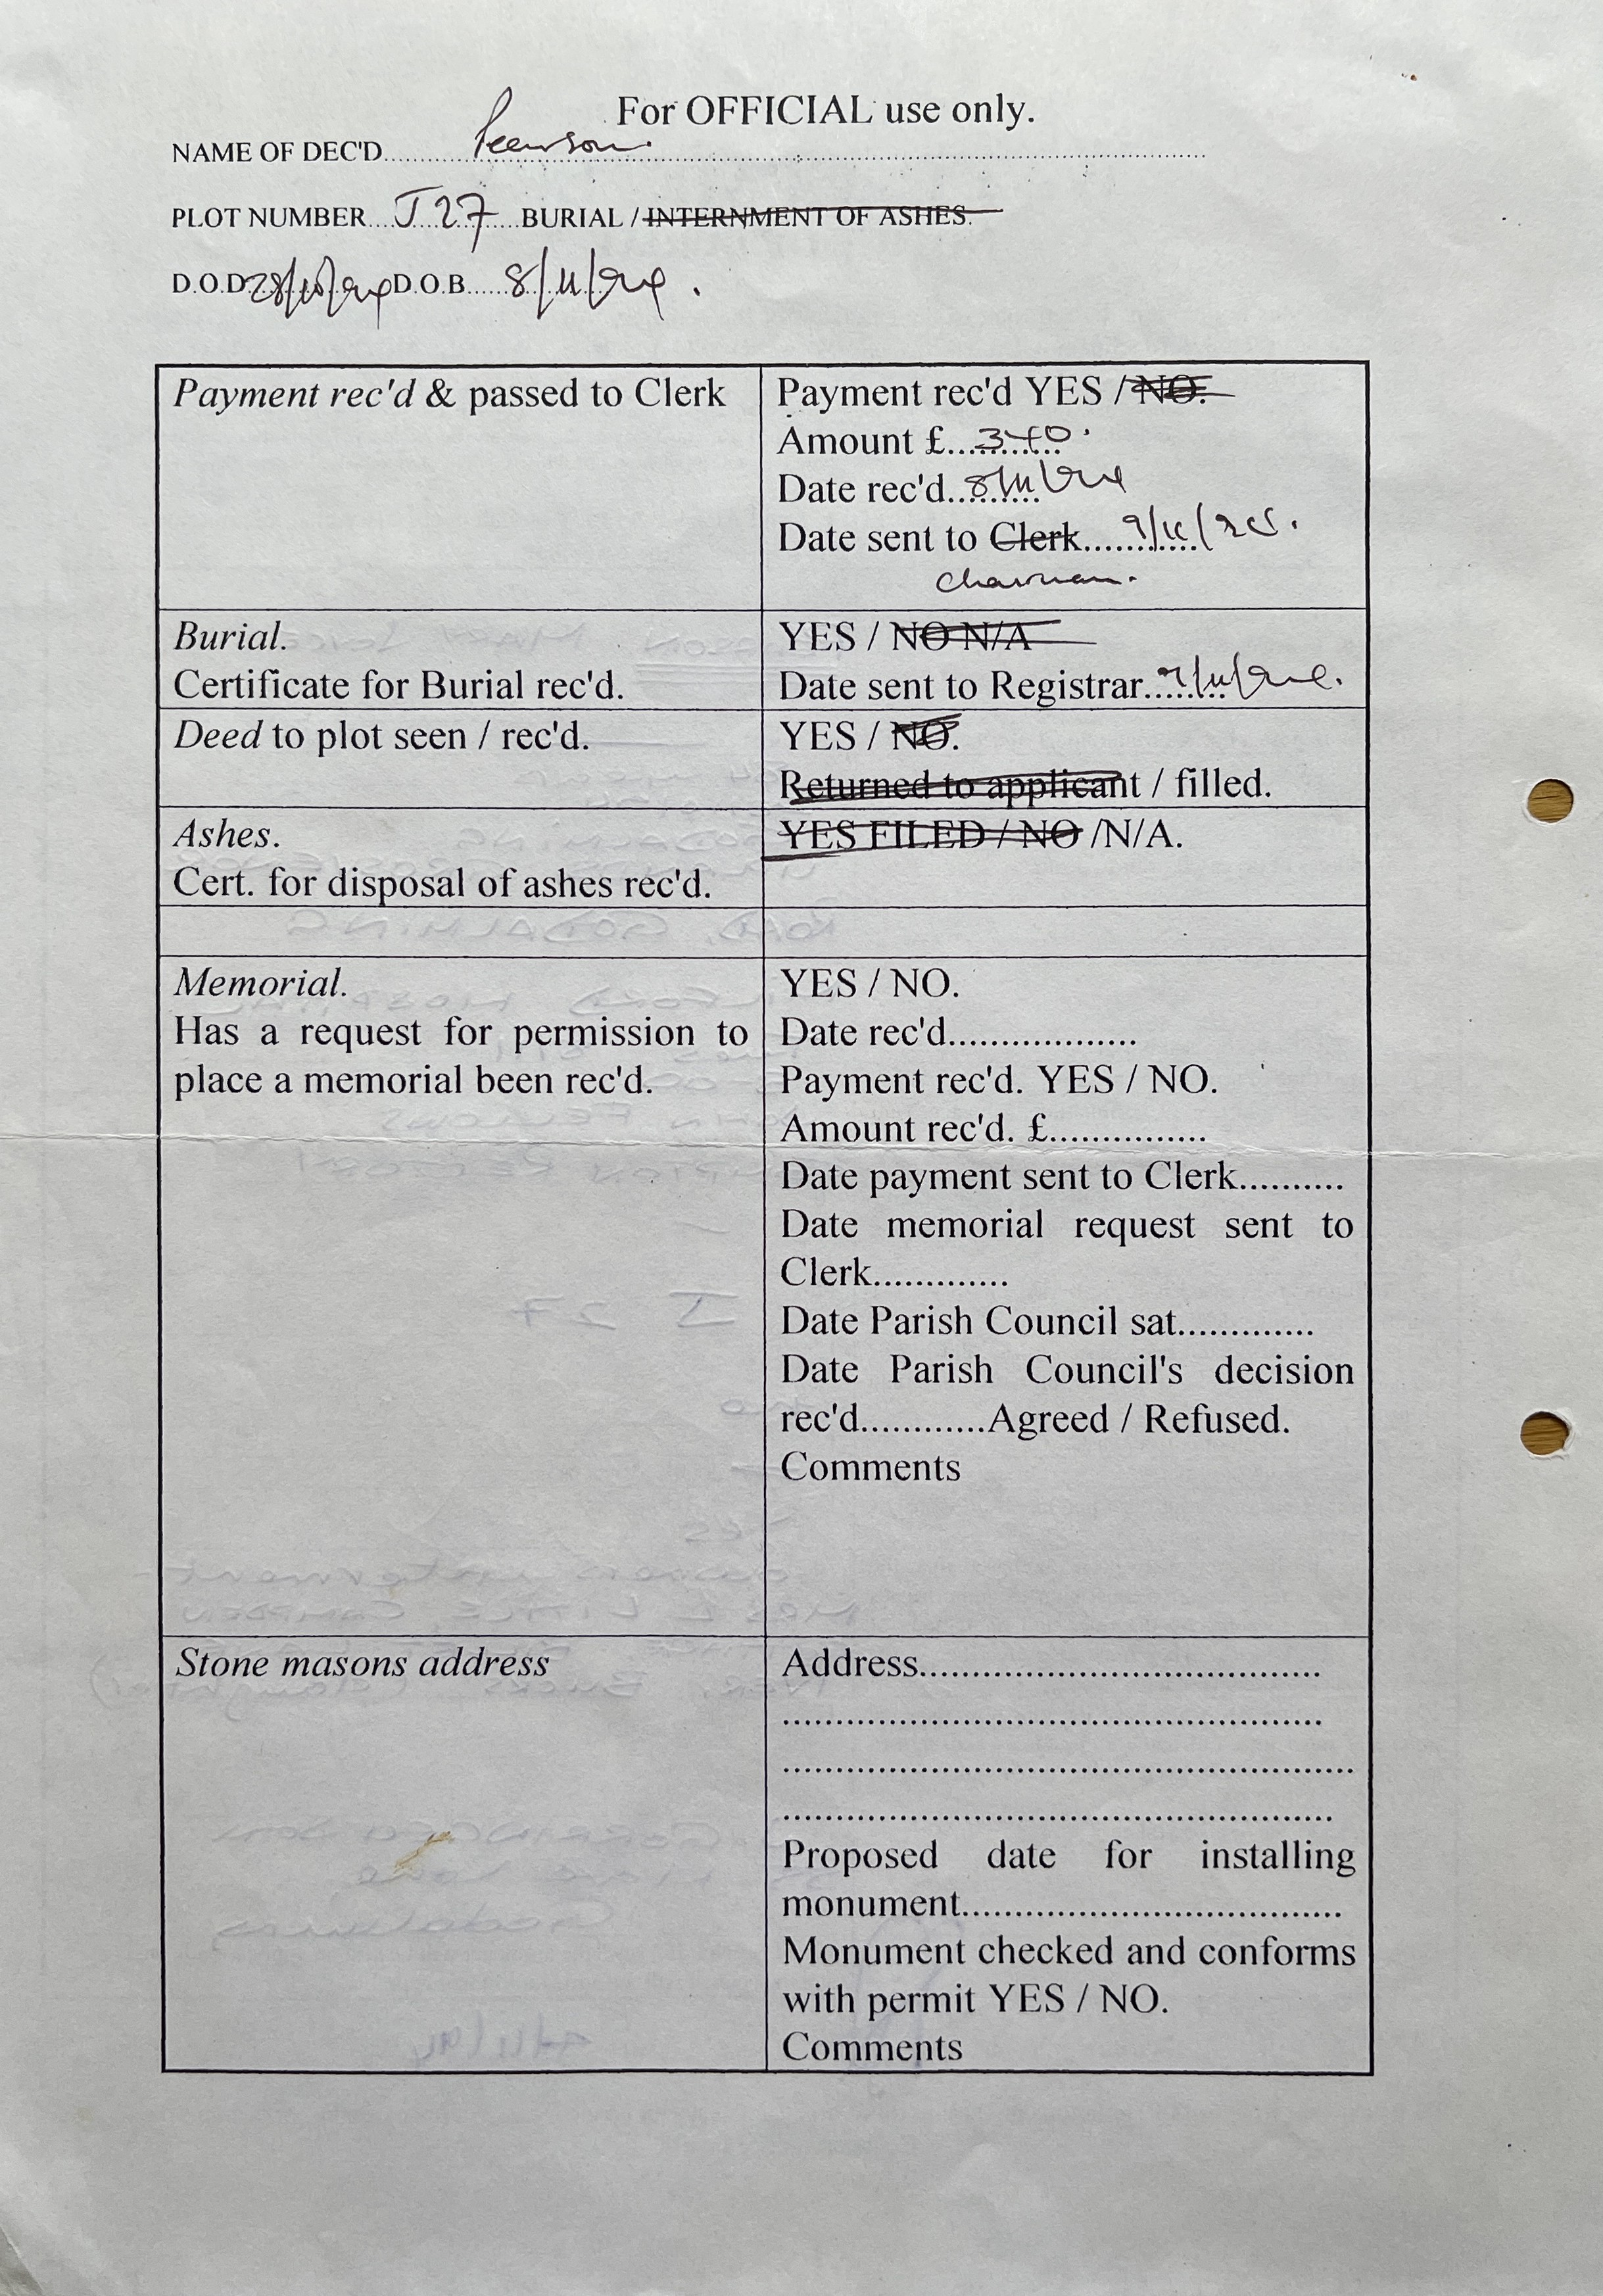 For OFFICIAL use only.
NAME OF DEC'D.......Pearson.
PLOT NUMBER...J27...BURIAL / INTERNMENT OF ASHES.
D.O.D 28/10/ D.O.B...... 8/11/
Payment rec'd & passed to Clerk
Payment rec'd YES / NO.
Amount £.....340.
Date rec'd..8/11/
Date sent to Clerk....9/11/
Chairman.
Burial.
Certificate for Burial rec'd.
YES / NO N/A
Date sent to Registrar.
Deed to plot seen / rec'd.
YES / NO.
Returned to applicant / filled.
Ashes.
Cert. for disposal of ashes rec'd.
YES FILED / NO /N/A.
Memorial.
Has a request for permission to
place a memorial been rec'd.
YES / NO.
Date rec'd..................
Payment rec'd. YES / NO.
Amount rec'd. £...............
Date payment sent to Clerk..........
Date memorial request sent to
Clerk.............
Date Parish Council sat.............
Date Parish Council's decision
rec'd............Agreed / Refused.
Comments
Stone masons address
Address......................................
...................................................
......................................................
....................................................
Proposed date for installing
monument....................................
Monument checked and conforms
with permit YES / NO.
Comments